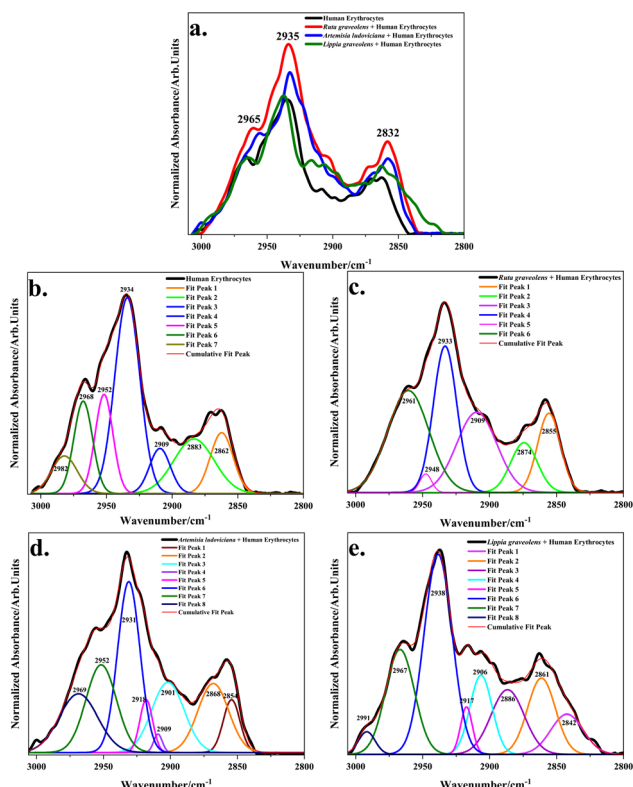 a.
Human Erythrocytes
Ruta graveolens + Human Erythrocytes
Artemisia ludoviciana + Human Erythrocytes
Lippia graveolens + Human Erythrocytes
2935
2965
2832
Normalized Absorbance/Arb.Units
3000 2950 2900 2850 2800
Wavenumber/cm-1
b.
Human Erythrocytes
Fit Peak 1
Fit Peak 2
Fit Peak 3
Fit Peak 4
Fit Peak 5
Fit Peak 6
Fit Peak 7
Cumulative Fit Peak
2934
2968
2952
2982
2909
2883
2862
Normalized Absorbance/Arb.Units
3000 2950 2900 2850 2800
Wavenumber/cm-1
c.
Ruta graveolens + Human Erythrocytes
Fit Peak 1
Fit Peak 2
Fit Peak 3
Fit Peak 4
Fit Peak 5
Fit Peak 6
Cumulative Fit Peak
2933
2961
2948
2909
2874
2855
Normalized Absorbance/Arb.Units
3000 2950 2900 2850 2800
Wavenumber/cm-1
d.
Artemisia ludoviciana + Human Erythrocytes
Fit Peak 1
Fit Peak 2
Fit Peak 3
Fit Peak 4
Fit Peak 5
Fit Peak 6
Fit Peak 7
Fit Peak 8
Cumulative Fit Peak
2931
2952
2969
2918
2909
2901
2868
2854
Normalized Absorbance/Arb.Units
3000 2950 2900 2850 2800
Wavenumber/cm-1
e.
Lippia graveolens + Human Erythrocytes
Fit Peak 1
Fit Peak 2
Fit Peak 3
Fit Peak 4
Fit Peak 5
Fit Peak 6
Fit Peak 7
Fit Peak 8
Cumulative Fit Peak
2938
2967
2991
2917
2906
2886
2861
2842
Normalized Absorbance/Arb.Units
3000 2950 2900 2850 2800
Wavenumber/cm-1